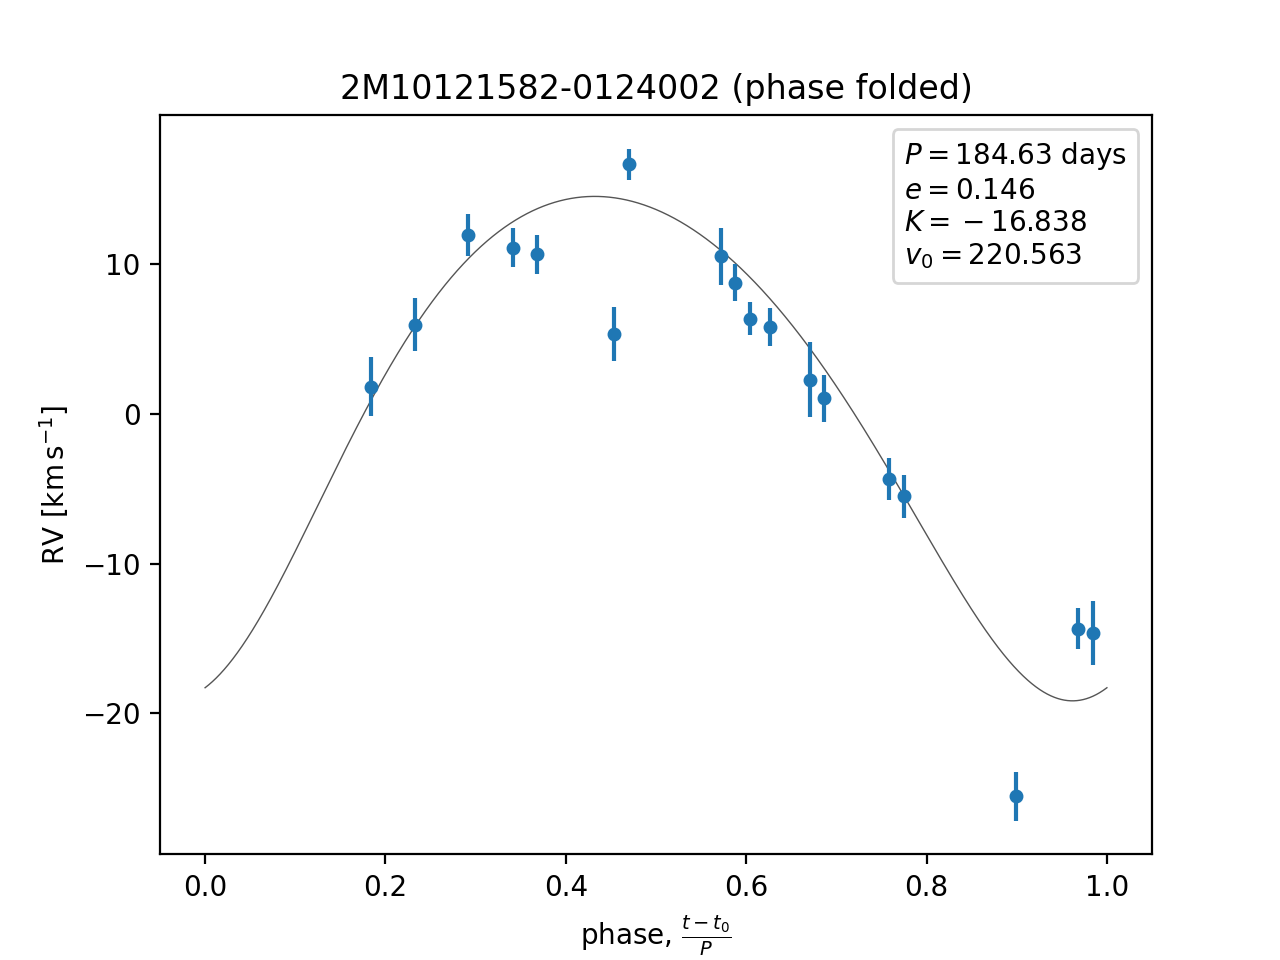 2M10121582-0124002 (phase folded)
P = 184.63 days
e = 0.146
K = −16.838
v₀ = 220.563
10
0
−10
−20
RV [km s⁻¹]
0.0 0.2 0.4 0.6 0.8 1.0
phase, (t − t₀)/P